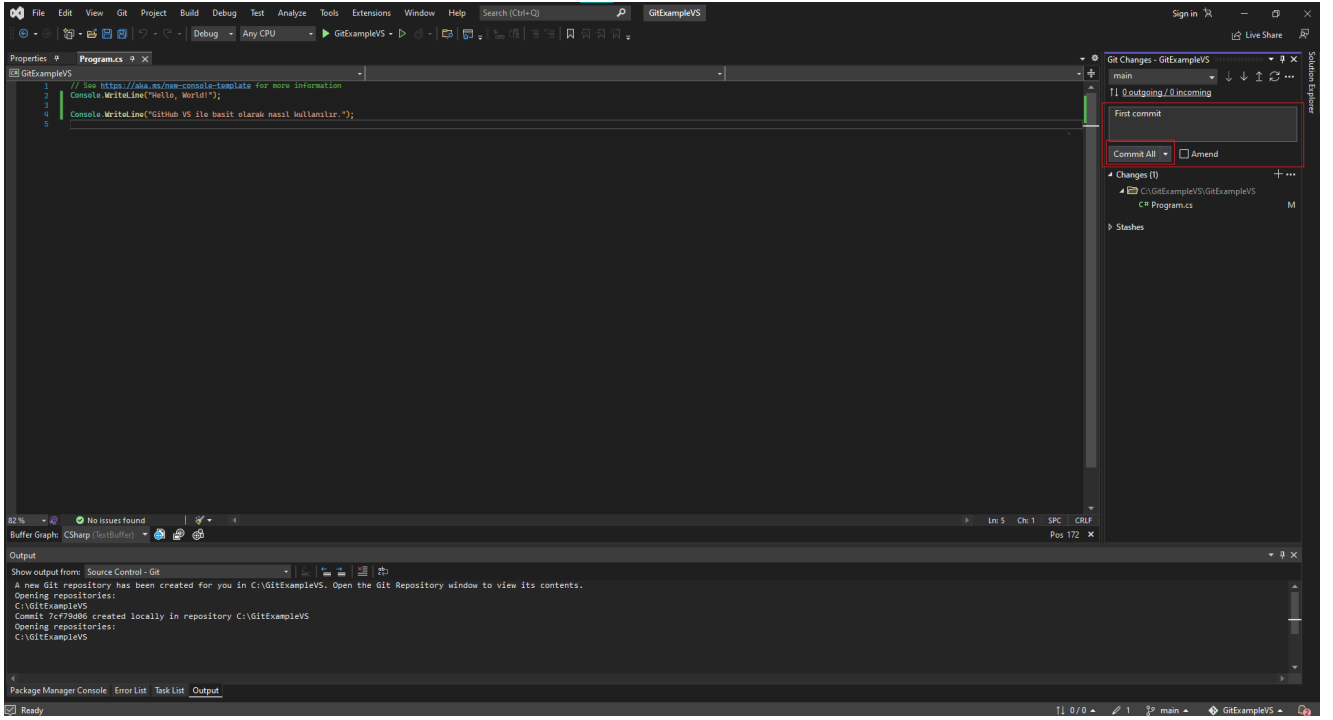 File Edit View Git Project Build Debug Test Analyze Tools Extensions Window Help Search (Ctrl+Q) GitExampleVS Sign in
Debug Any CPU GitExampleVS Live Share
Properties Program.cs
GitExampleVS
1 // See https://aka.ms/new-console-template for more information
2 Console.WriteLine("Hello, World!");
3
4 Console.WriteLine("GitHub VS ile basit olarak nasıl kullanılır.");
5
Git Changes - GitExampleVS
main
0 outgoing / 0 incoming
First commit
Commit All Amend
Changes (1)
C:\GitExampleVS\GitExampleVS
C# Program.cs M
Stashes
Solution Explorer
82 % No issues found Ln: 5 Ch: 1 SPC CRLF
Buffer Graph: CSharp (TextBuffer) Pos 172
Output
Show output from: Source Control - Git
A new Git repository has been created for you in C:\GitExampleVS. Open the Git Repository window to view its contents.
Opening repositories:
C:\GitExampleVS
Commit 7cf79d06 created locally in repository C:\GitExampleVS
Opening repositories:
C:\GitExampleVS
Package Manager Console Error List Task List Output
Ready 0 / 0 1 main GitExampleVS 2